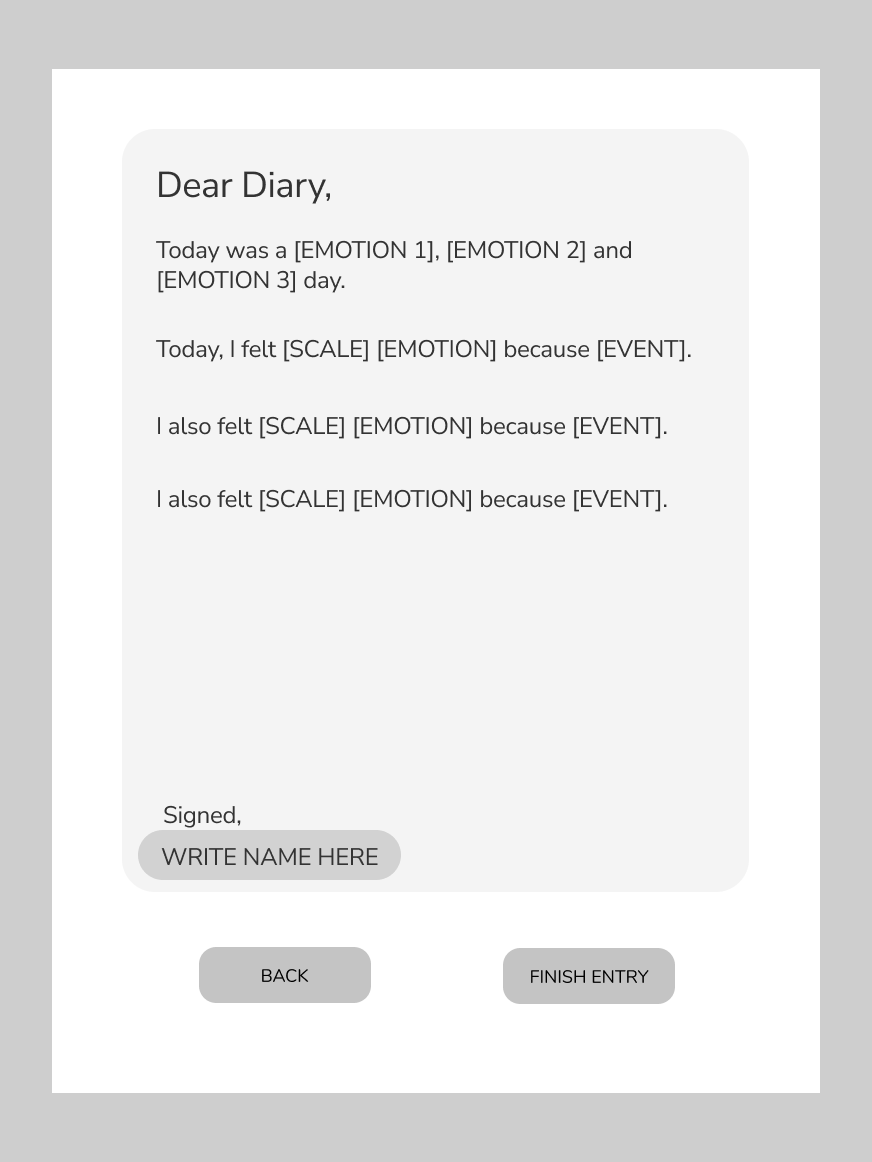 Dear Diary,
Today was a [EMOTION 1], [EMOTION 2] and
[EMOTION 3] day.
Today, I felt [SCALE] [EMOTION] because [EVENT].
I also felt [SCALE] [EMOTION] because [EVENT].
I also felt [SCALE] [EMOTION] because [EVENT].
Signed,
WRITE NAME HERE
BACK
FINISH ENTRY